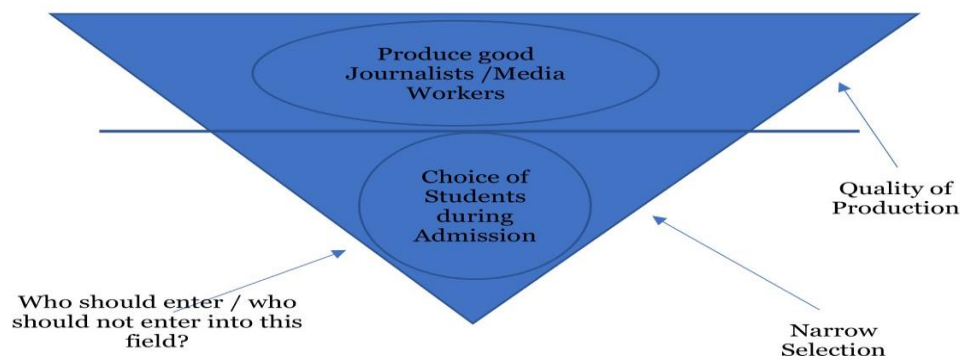 Produce good
Journalists /Media
Workers
Choice of
Students
during
Admission
Quality of
Production
Who should enter / who
should not enter into this
field?
Narrow
Selection